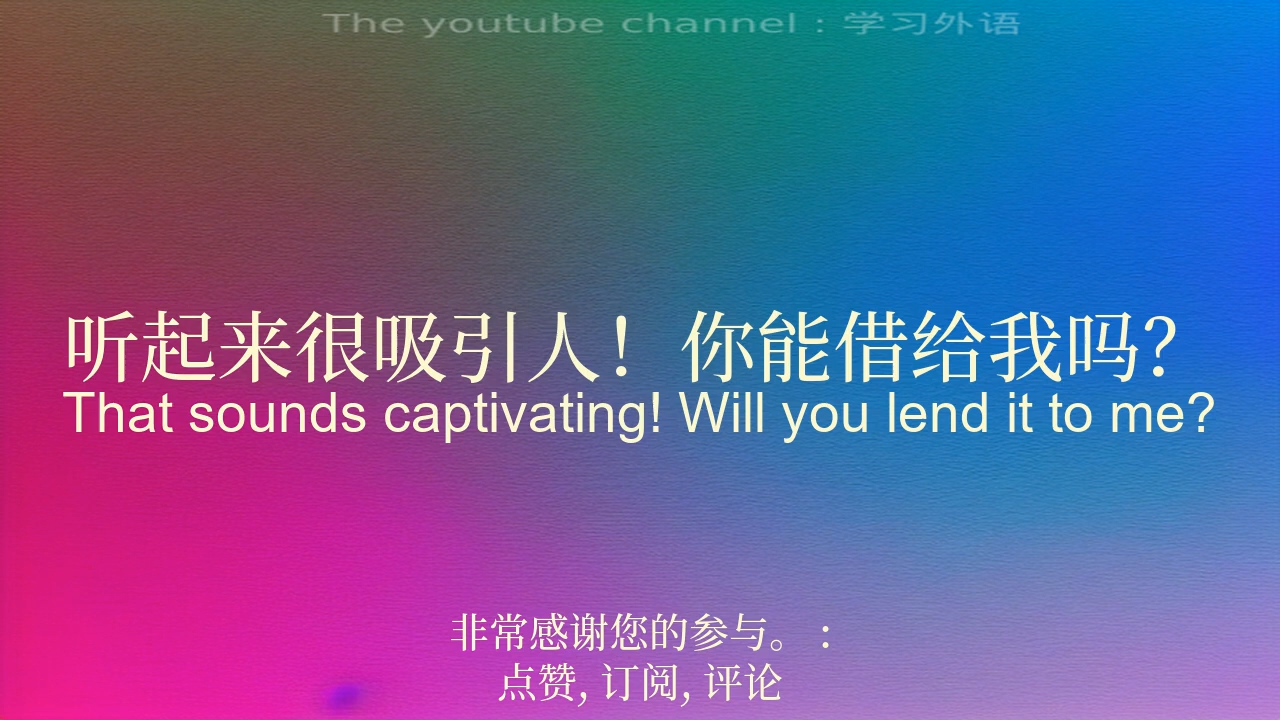 The youtube channel : 学习外语
听起来很吸引人！你能借给我吗？
That sounds captivating! Will you lend it to me?
非常感谢您的参与。 :
点赞, 订阅, 评论